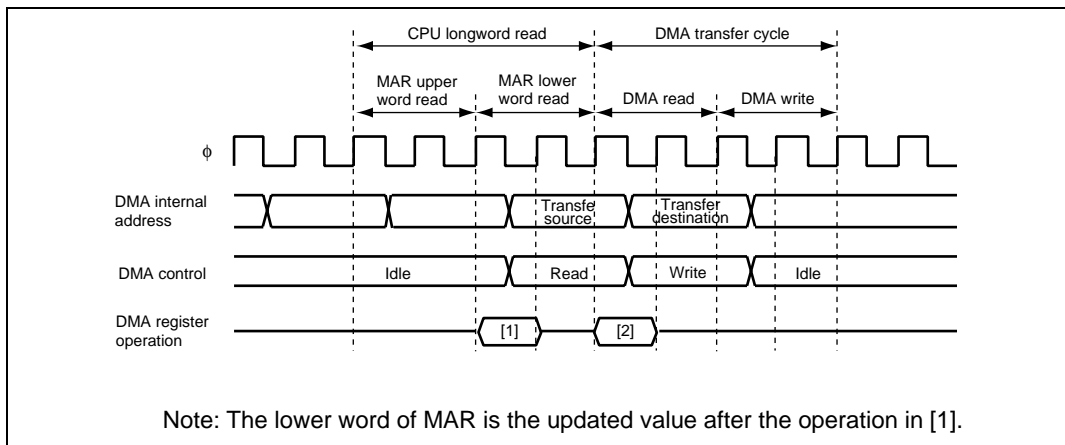 CPU longword read DMA transfer cycle
MAR upper word read MAR lower word read DMA read DMA write
ϕ
DMA internal address Transfe source Transfer destination
DMA control Idle Read Write Idle
DMA register operation [1] [2]
Note: The lower word of MAR is the updated value after the operation in [1].